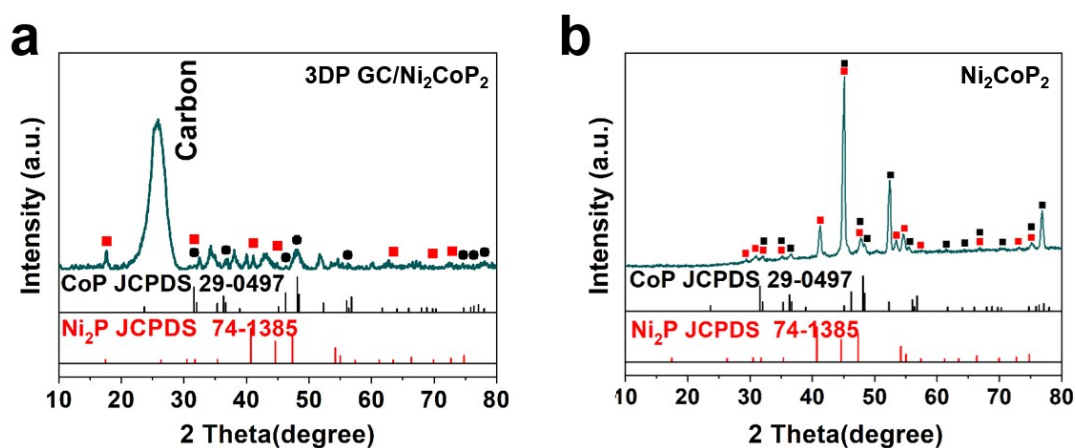 a
3DP GC/Ni₂CoP₂
Carbon
Intensity (a.u.)
CoP JCPDS 29-0497
Ni₂P JCPDS 74-1385
10 20 30 40 50 60 70 80
2 Theta(degree)
b
Ni₂CoP₂
Intensity (a.u.)
CoP JCPDS 29-0497
Ni₂P JCPDS 74-1385
10 20 30 40 50 60 70 80
2 Theta(degree)